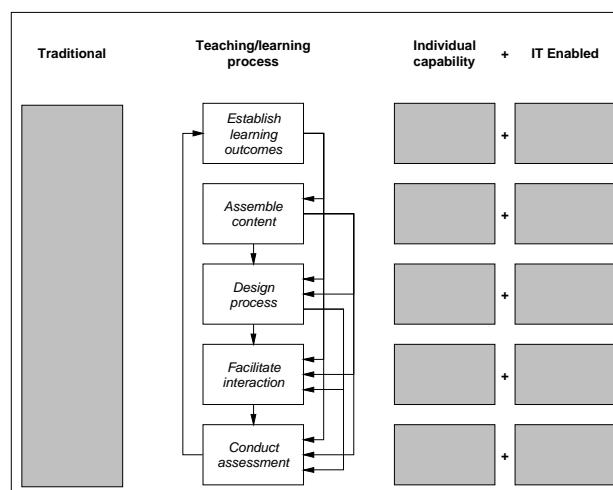 Traditional
Teaching/learning
process
Individual
capability
+
IT Enabled
Establish
learning
outcomes
+
Assemble
content
+
Design
process
+
Facilitate
interaction
+
Conduct
assessment
+